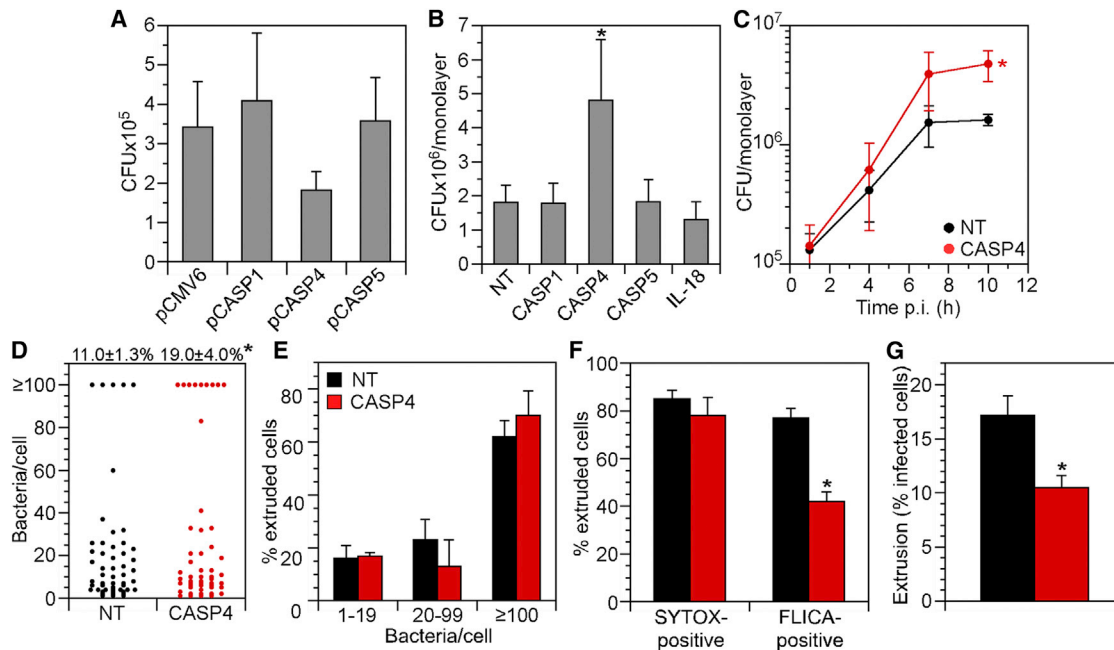 A
CFUx10⁵
6
5
4
3
2
1
0
pCMV6
pCASP1
pCASP4
pCASP5
B
CFUx10⁶/monolayer
7
6
5
4
3
2
1
0
*
NT
CASP1
CASP4
CASP5
IL-18
C
CFU/monolayer
10⁷
10⁶
10⁵
*
NT
CASP4
0 2 4 6 8 10 12
Time p.i. (h)
D
11.0±1.3% 19.0±4.0%*
Bacteria/cell
≥100
80
60
40
20
0
NT CASP4
E
% extruded cells
80
60
40
20
0
NT
CASP4
1-19 20-99 ≥100
Bacteria/cell
F
% extruded cells
100
80
60
40
20
0
*
SYTOX-
positive
FLICA-
positive
G
Extrusion (% infected cells)
20
15
10
5
0
*